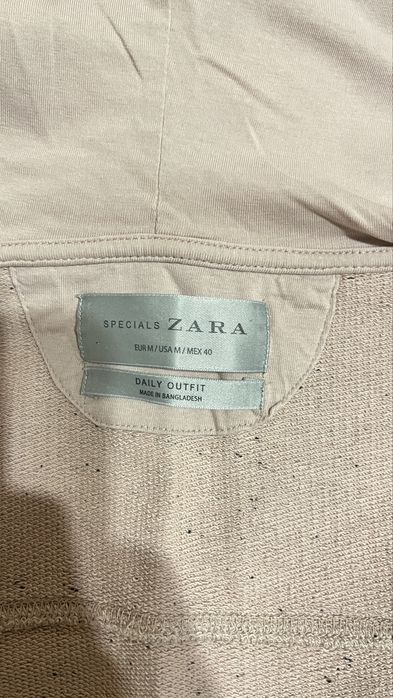 SPECIALS ZARA
EUR M / USA M / MEX 40
DAILY OUTFIT
MADE IN BANGLADESH